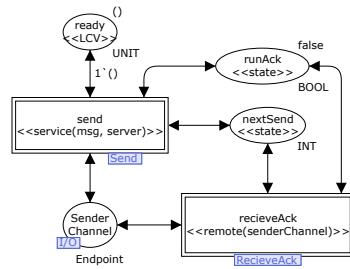 ()
ready
<<LCV>>
UNIT
1`()
false
runAck
<<state>>
BOOL
send
<<service(msg, server)>>
Send
nextSend
<<state>>
INT
Sender
Channel
I/O
Endpoint
recieveAck
<<remote(senderChannel)>>
RecieveAck